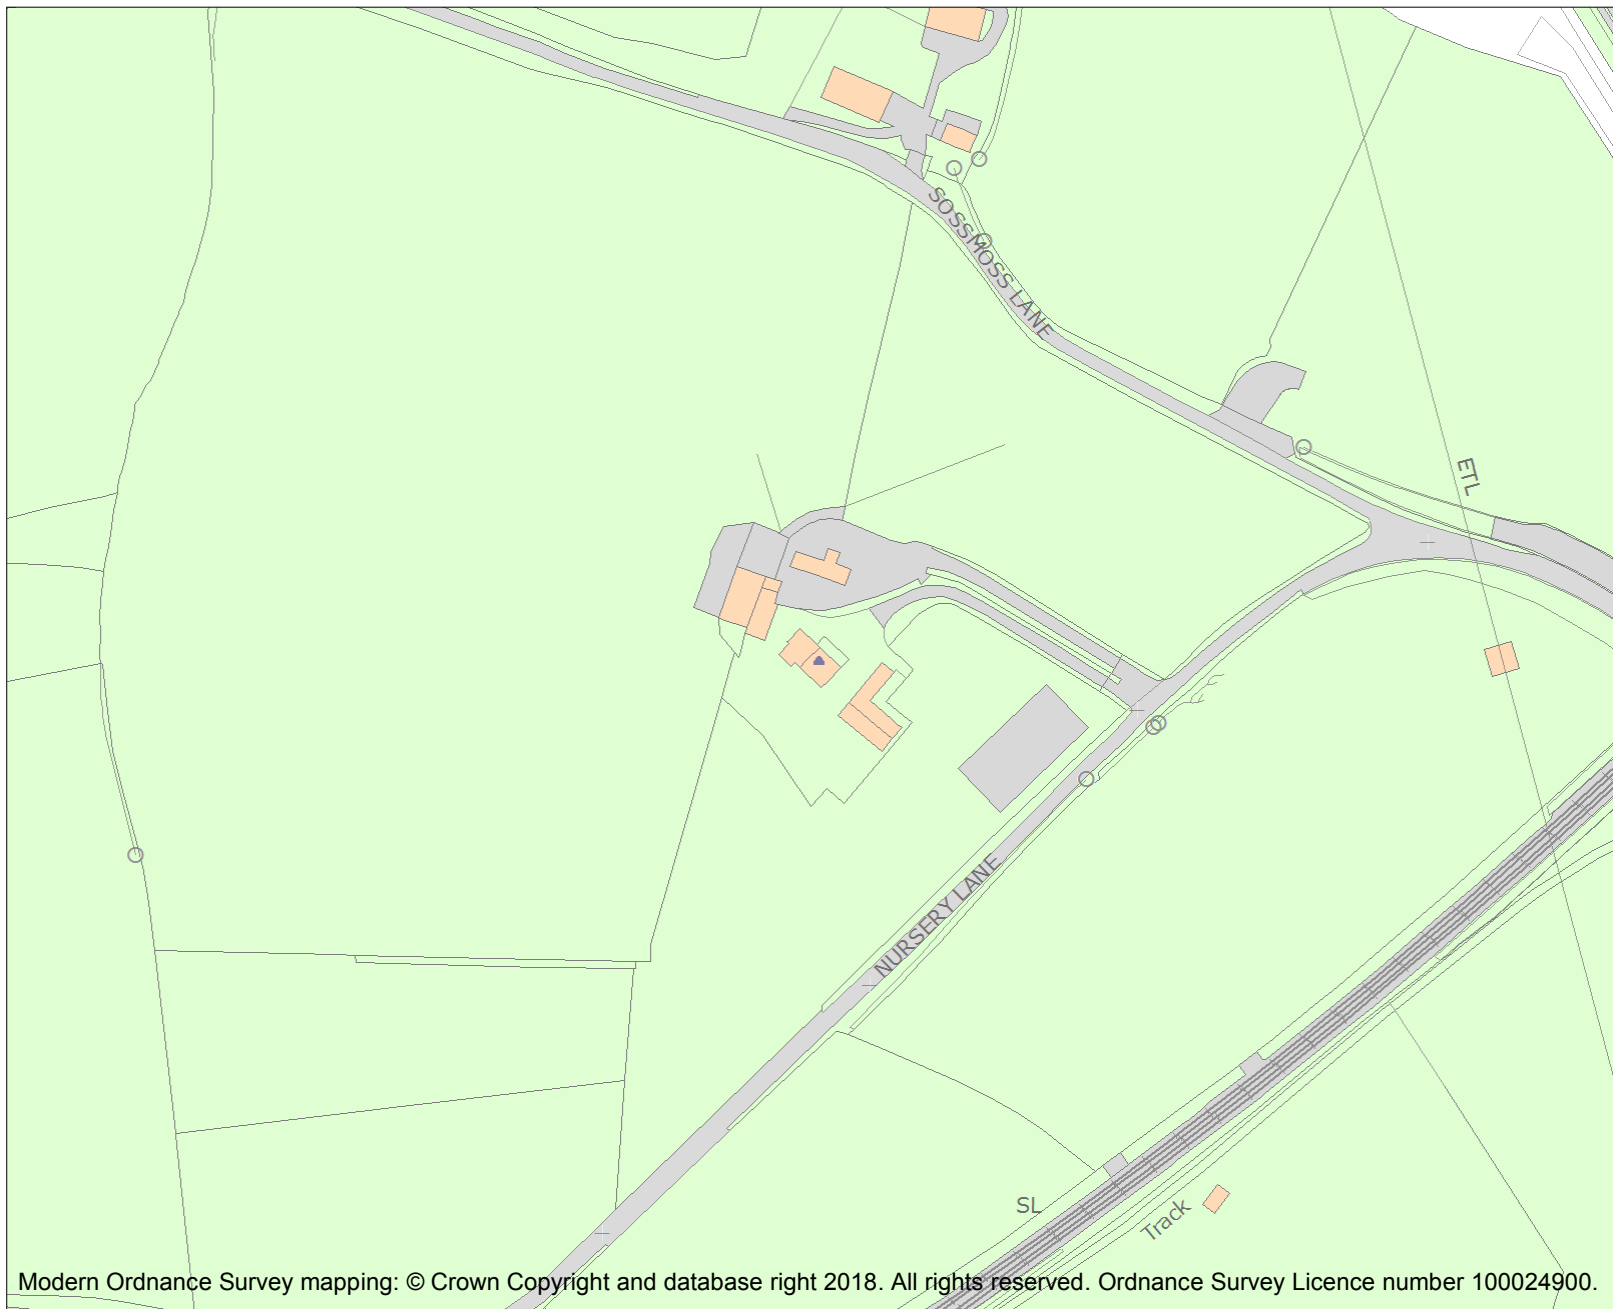 SOSSMOSS LANE
ETL
NURSERY LANE
SL
Track
Modern Ordnance Survey mapping: © Crown Copyright and database right 2018. All rights reserved. Ordnance Survey Licence number 100024900.